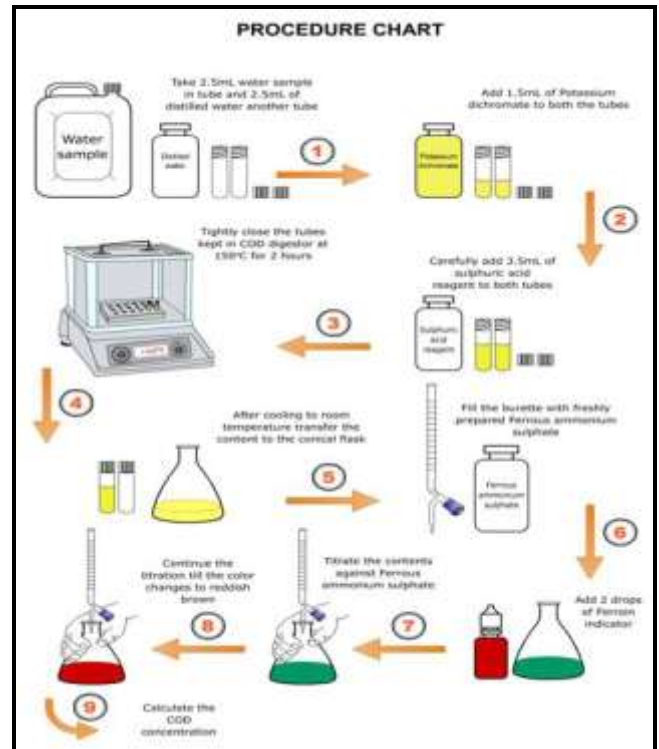 PROCEDURE CHART
Take 2.5mL water sample
in tube and 2.5mL of
distilled water another tube
Water
sample
Distilled
water
1
Add 1.5mL of Potassium
dichromate to both the tubes
Potassium
dichromate
2
Carefully add 3.5mL of
sulphuric acid
reagent to both tubes
Sulphuric
acid
reagent
3
Tightly close the tubes
kept in COD digestor at
150°C for 2 hours
4
After cooling to room
temperature transfer the
content to the conical flask
5
Fill the burette with freshly
prepared Ferrous ammonium
sulphate
Ferrous
ammonium
sulphate
6
Add 2 drops
of Ferroin
indicator
7
Titrate the contents
against Ferrous
ammonium sulphate
8
Continue the
titration till the color
changes to reddish
brown
9
Calculate the
COD
concentration